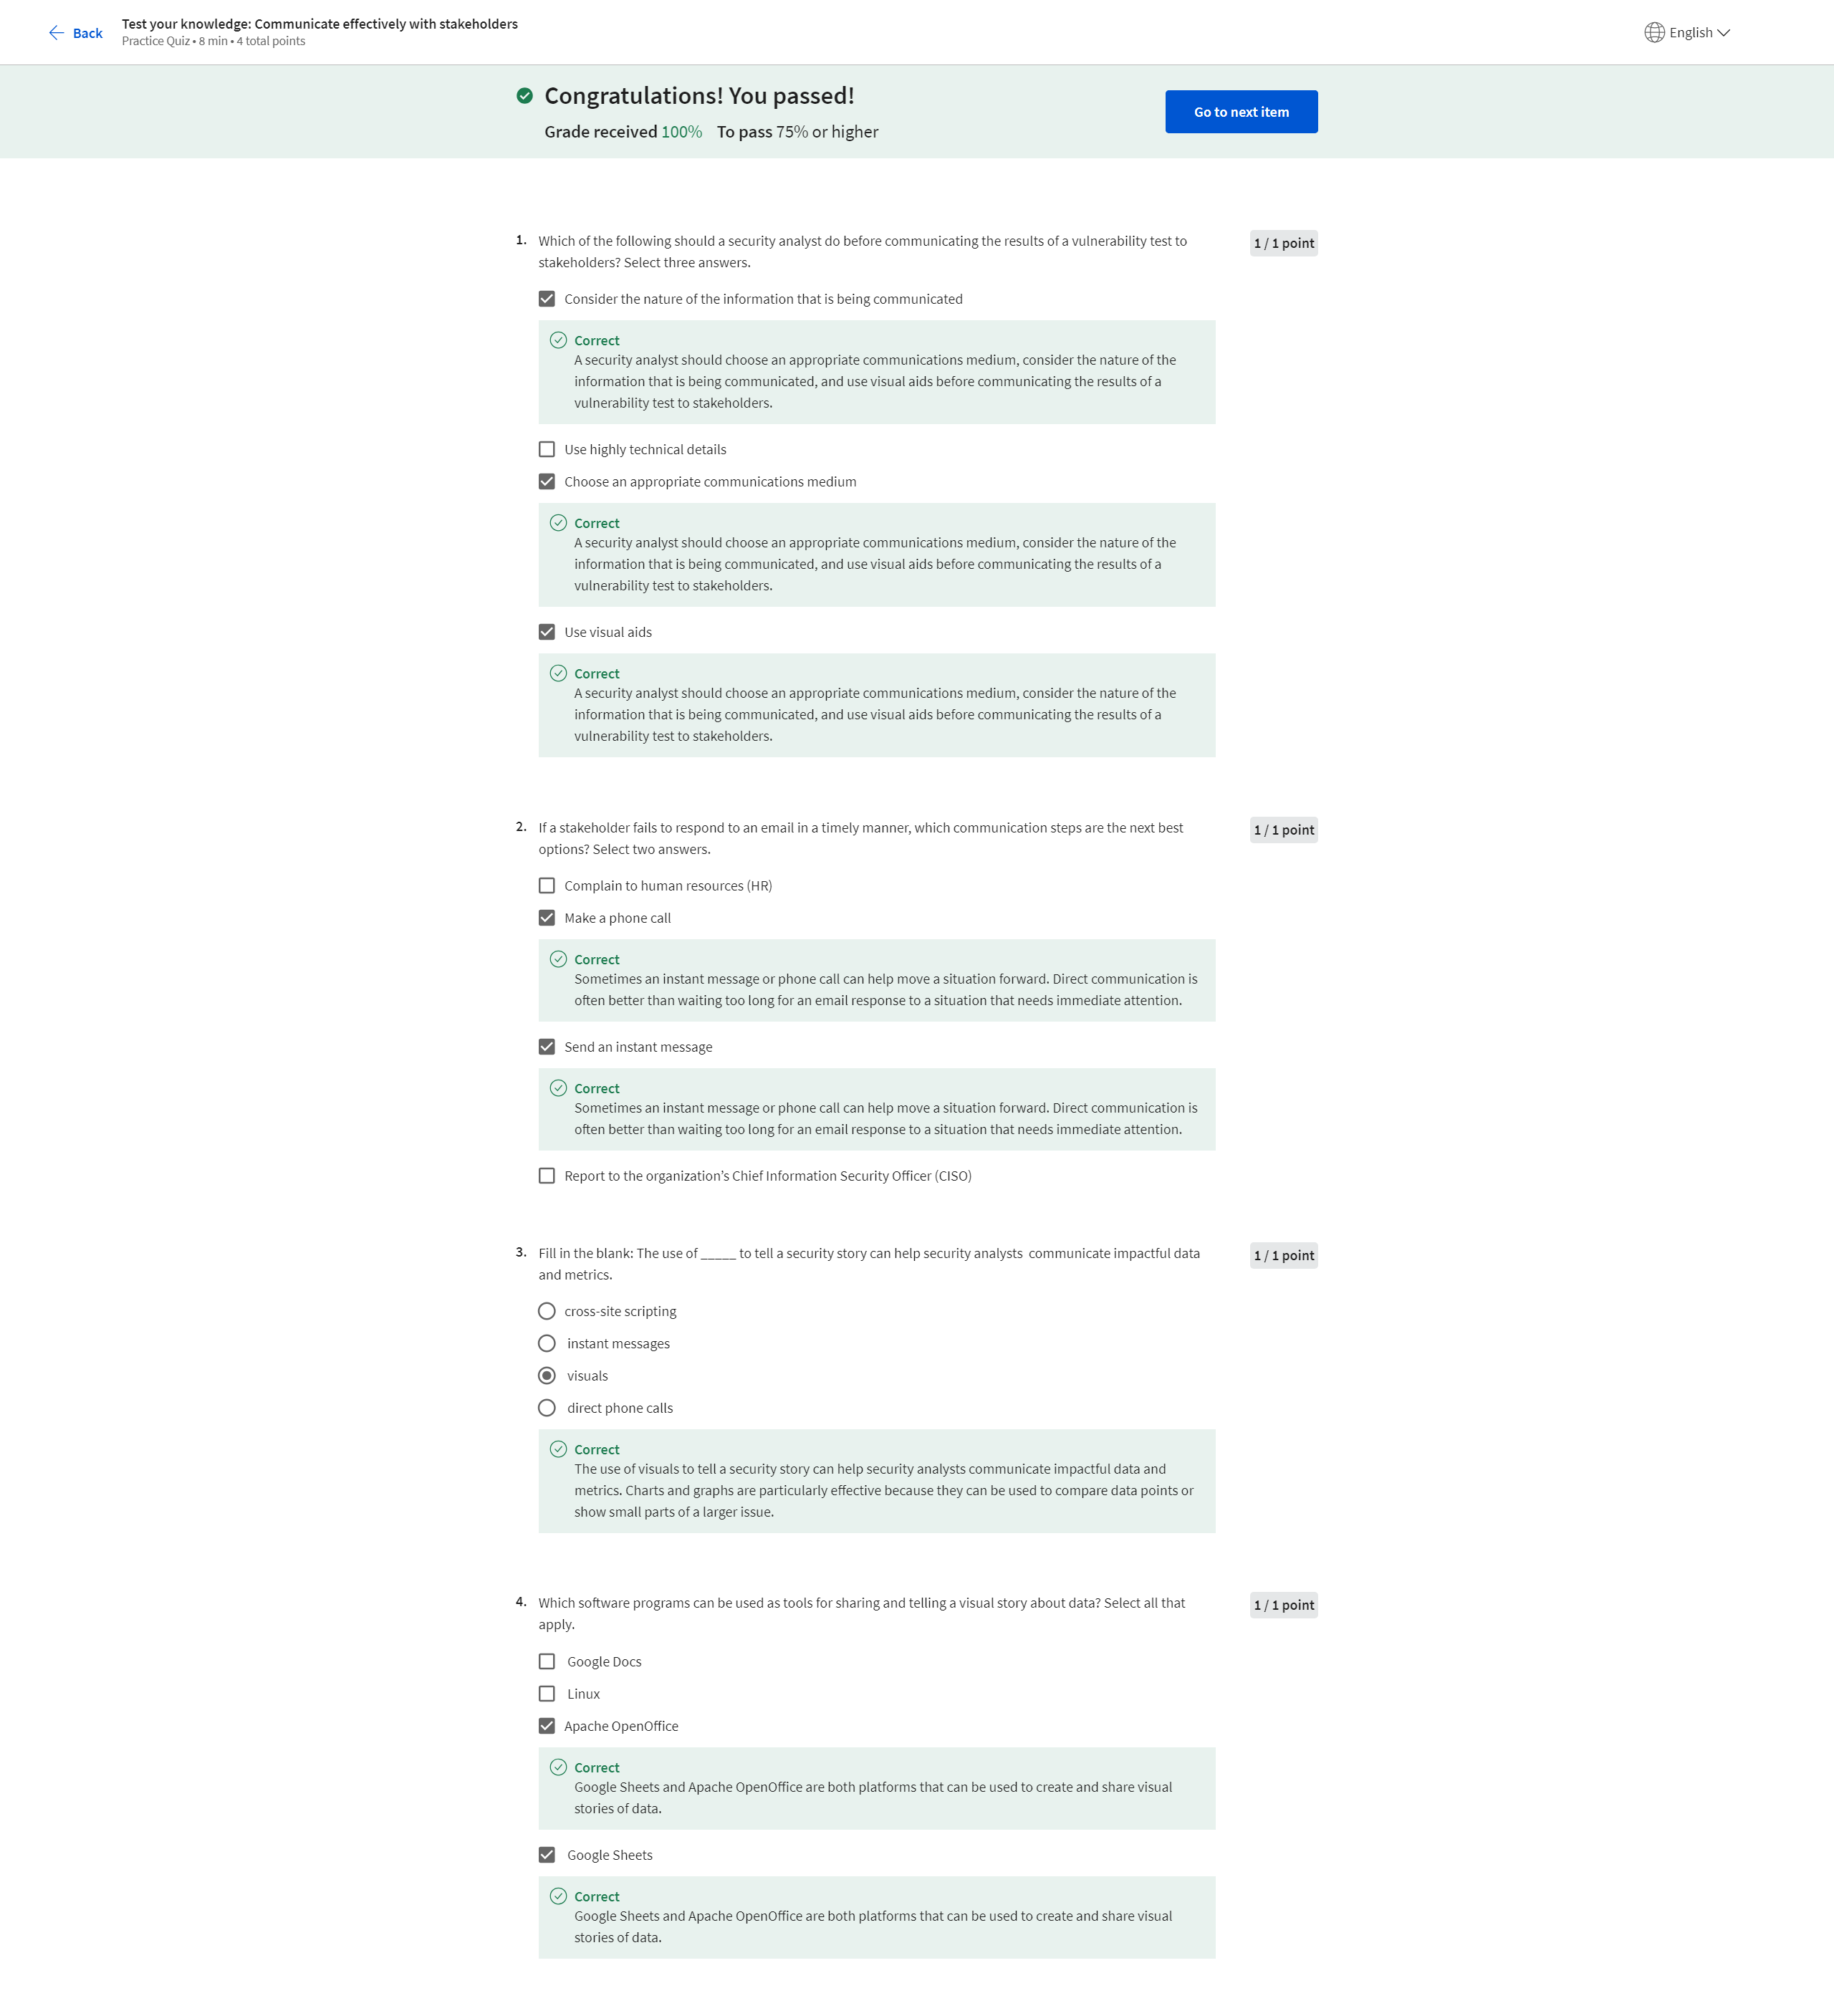 Back
Test your knowledge: Communicate effectively with stakeholders
Practice Quiz • 8 min • 4 total points
English
Congratulations! You passed!
Grade received 100% To pass 75% or higher
Go to next item
1. Which of the following should a security analyst do before communicating the results of a vulnerability test to
stakeholders? Select three answers.
1 / 1 point
Consider the nature of the information that is being communicated
Correct
A security analyst should choose an appropriate communications medium, consider the nature of the
information that is being communicated, and use visual aids before communicating the results of a
vulnerability test to stakeholders.
Use highly technical details
Choose an appropriate communications medium
Correct
A security analyst should choose an appropriate communications medium, consider the nature of the
information that is being communicated, and use visual aids before communicating the results of a
vulnerability test to stakeholders.
Use visual aids
Correct
A security analyst should choose an appropriate communications medium, consider the nature of the
information that is being communicated, and use visual aids before communicating the results of a
vulnerability test to stakeholders.
2. If a stakeholder fails to respond to an email in a timely manner, which communication steps are the next best
options? Select two answers.
1 / 1 point
Complain to human resources (HR)
Make a phone call
Correct
Sometimes an instant message or phone call can help move a situation forward. Direct communication is
often better than waiting too long for an email response to a situation that needs immediate attention.
Send an instant message
Correct
Sometimes an instant message or phone call can help move a situation forward. Direct communication is
often better than waiting too long for an email response to a situation that needs immediate attention.
Report to the organization’s Chief Information Security Officer (CISO)
3. Fill in the blank: The use of _____ to tell a security story can help security analysts communicate impactful data
and metrics.
1 / 1 point
cross-site scripting
instant messages
visuals
direct phone calls
Correct
The use of visuals to tell a security story can help security analysts communicate impactful data and
metrics. Charts and graphs are particularly effective because they can be used to compare data points or
show small parts of a larger issue.
4. Which software programs can be used as tools for sharing and telling a visual story about data? Select all that
apply.
1 / 1 point
Google Docs
Linux
Apache OpenOffice
Correct
Google Sheets and Apache OpenOffice are both platforms that can be used to create and share visual
stories of data.
Google Sheets
Correct
Google Sheets and Apache OpenOffice are both platforms that can be used to create and share visual
stories of data.